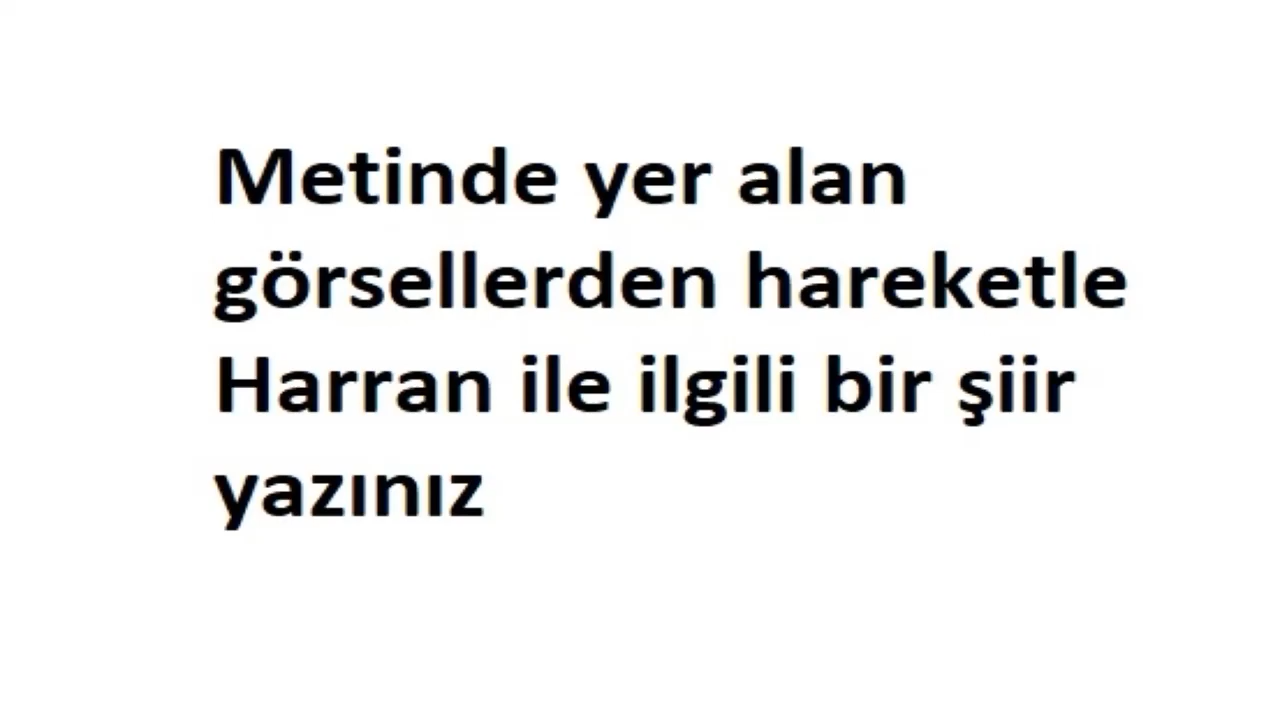 Metinde yer alan
görsellerden hareketle
Harran ile ilgili bir şiir
yazınız